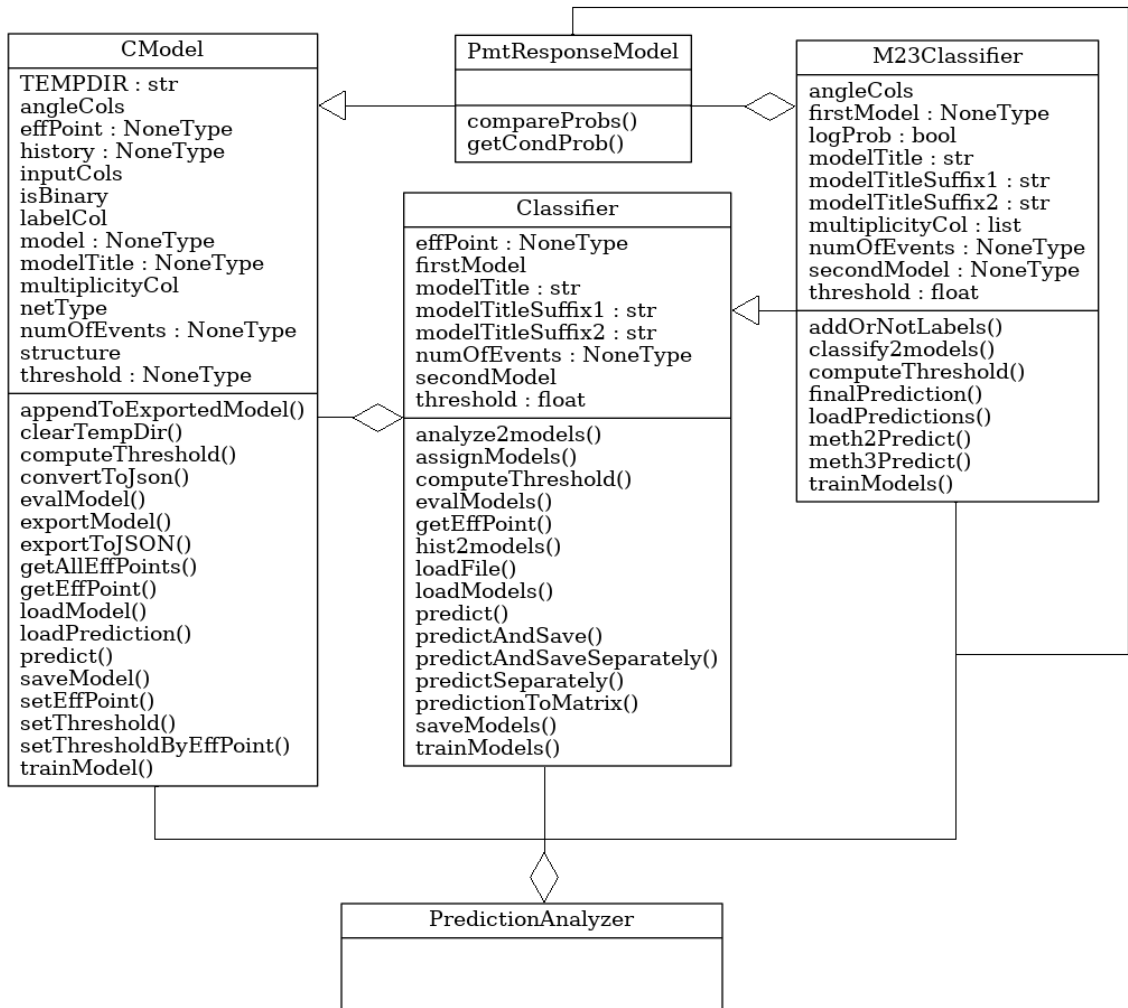 CModel
TEMPDIR : str
angleCols
effPoint : NoneType
history : NoneType
inputCols
isBinary
labelCol
model : NoneType
modelTitle : NoneType
multiplicityCol
netType
numOfEvents : NoneType
structure
threshold : NoneType
appendToExportedModel()
clearTempDir()
computeThreshold()
convertToJson()
evalModel()
exportModel()
exportToJSON()
getAllEffPoints()
getEffPoint()
loadModel()
loadPrediction()
predict()
saveModel()
setEffPoint()
setThreshold()
setThresholdByEffPoint()
trainModel()
PmtResponseModel
compareProbs()
getCondProb()
Classifier
effPoint : NoneType
firstModel
modelTitle : str
modelTitleSuffix1 : str
modelTitleSuffix2 : str
numOfEvents : NoneType
secondModel
threshold : float
analyze2models()
assignModels()
computeThreshold()
evalModels()
getEffPoint()
hist2models()
loadFile()
loadModels()
predict()
predictAndSave()
predictAndSaveSeparately()
predictSeparately()
predictionToMatrix()
saveModels()
trainModels()
M23Classifier
angleCols
firstModel : NoneType
logProb : bool
modelTitle : str
modelTitleSuffix1 : str
modelTitleSuffix2 : str
multiplicityCol : list
numOfEvents : NoneType
secondModel : NoneType
threshold : float
addOrNotLabels()
classify2models()
computeThreshold()
finalPrediction()
loadPredictions()
meth2Predict()
meth3Predict()
trainModels()
PredictionAnalyzer